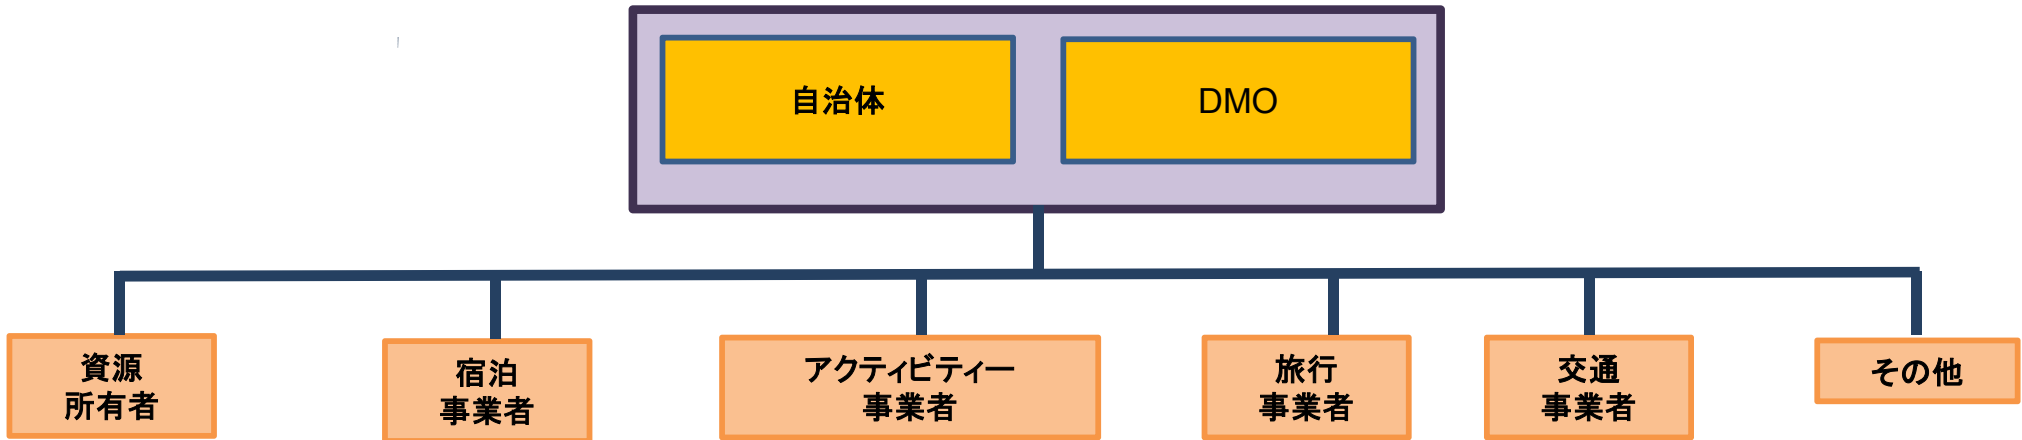 自治体
DMO
資源
所有者
宿泊
事業者
アクティビティー
事業者
旅行
事業者
交通
事業者
その他